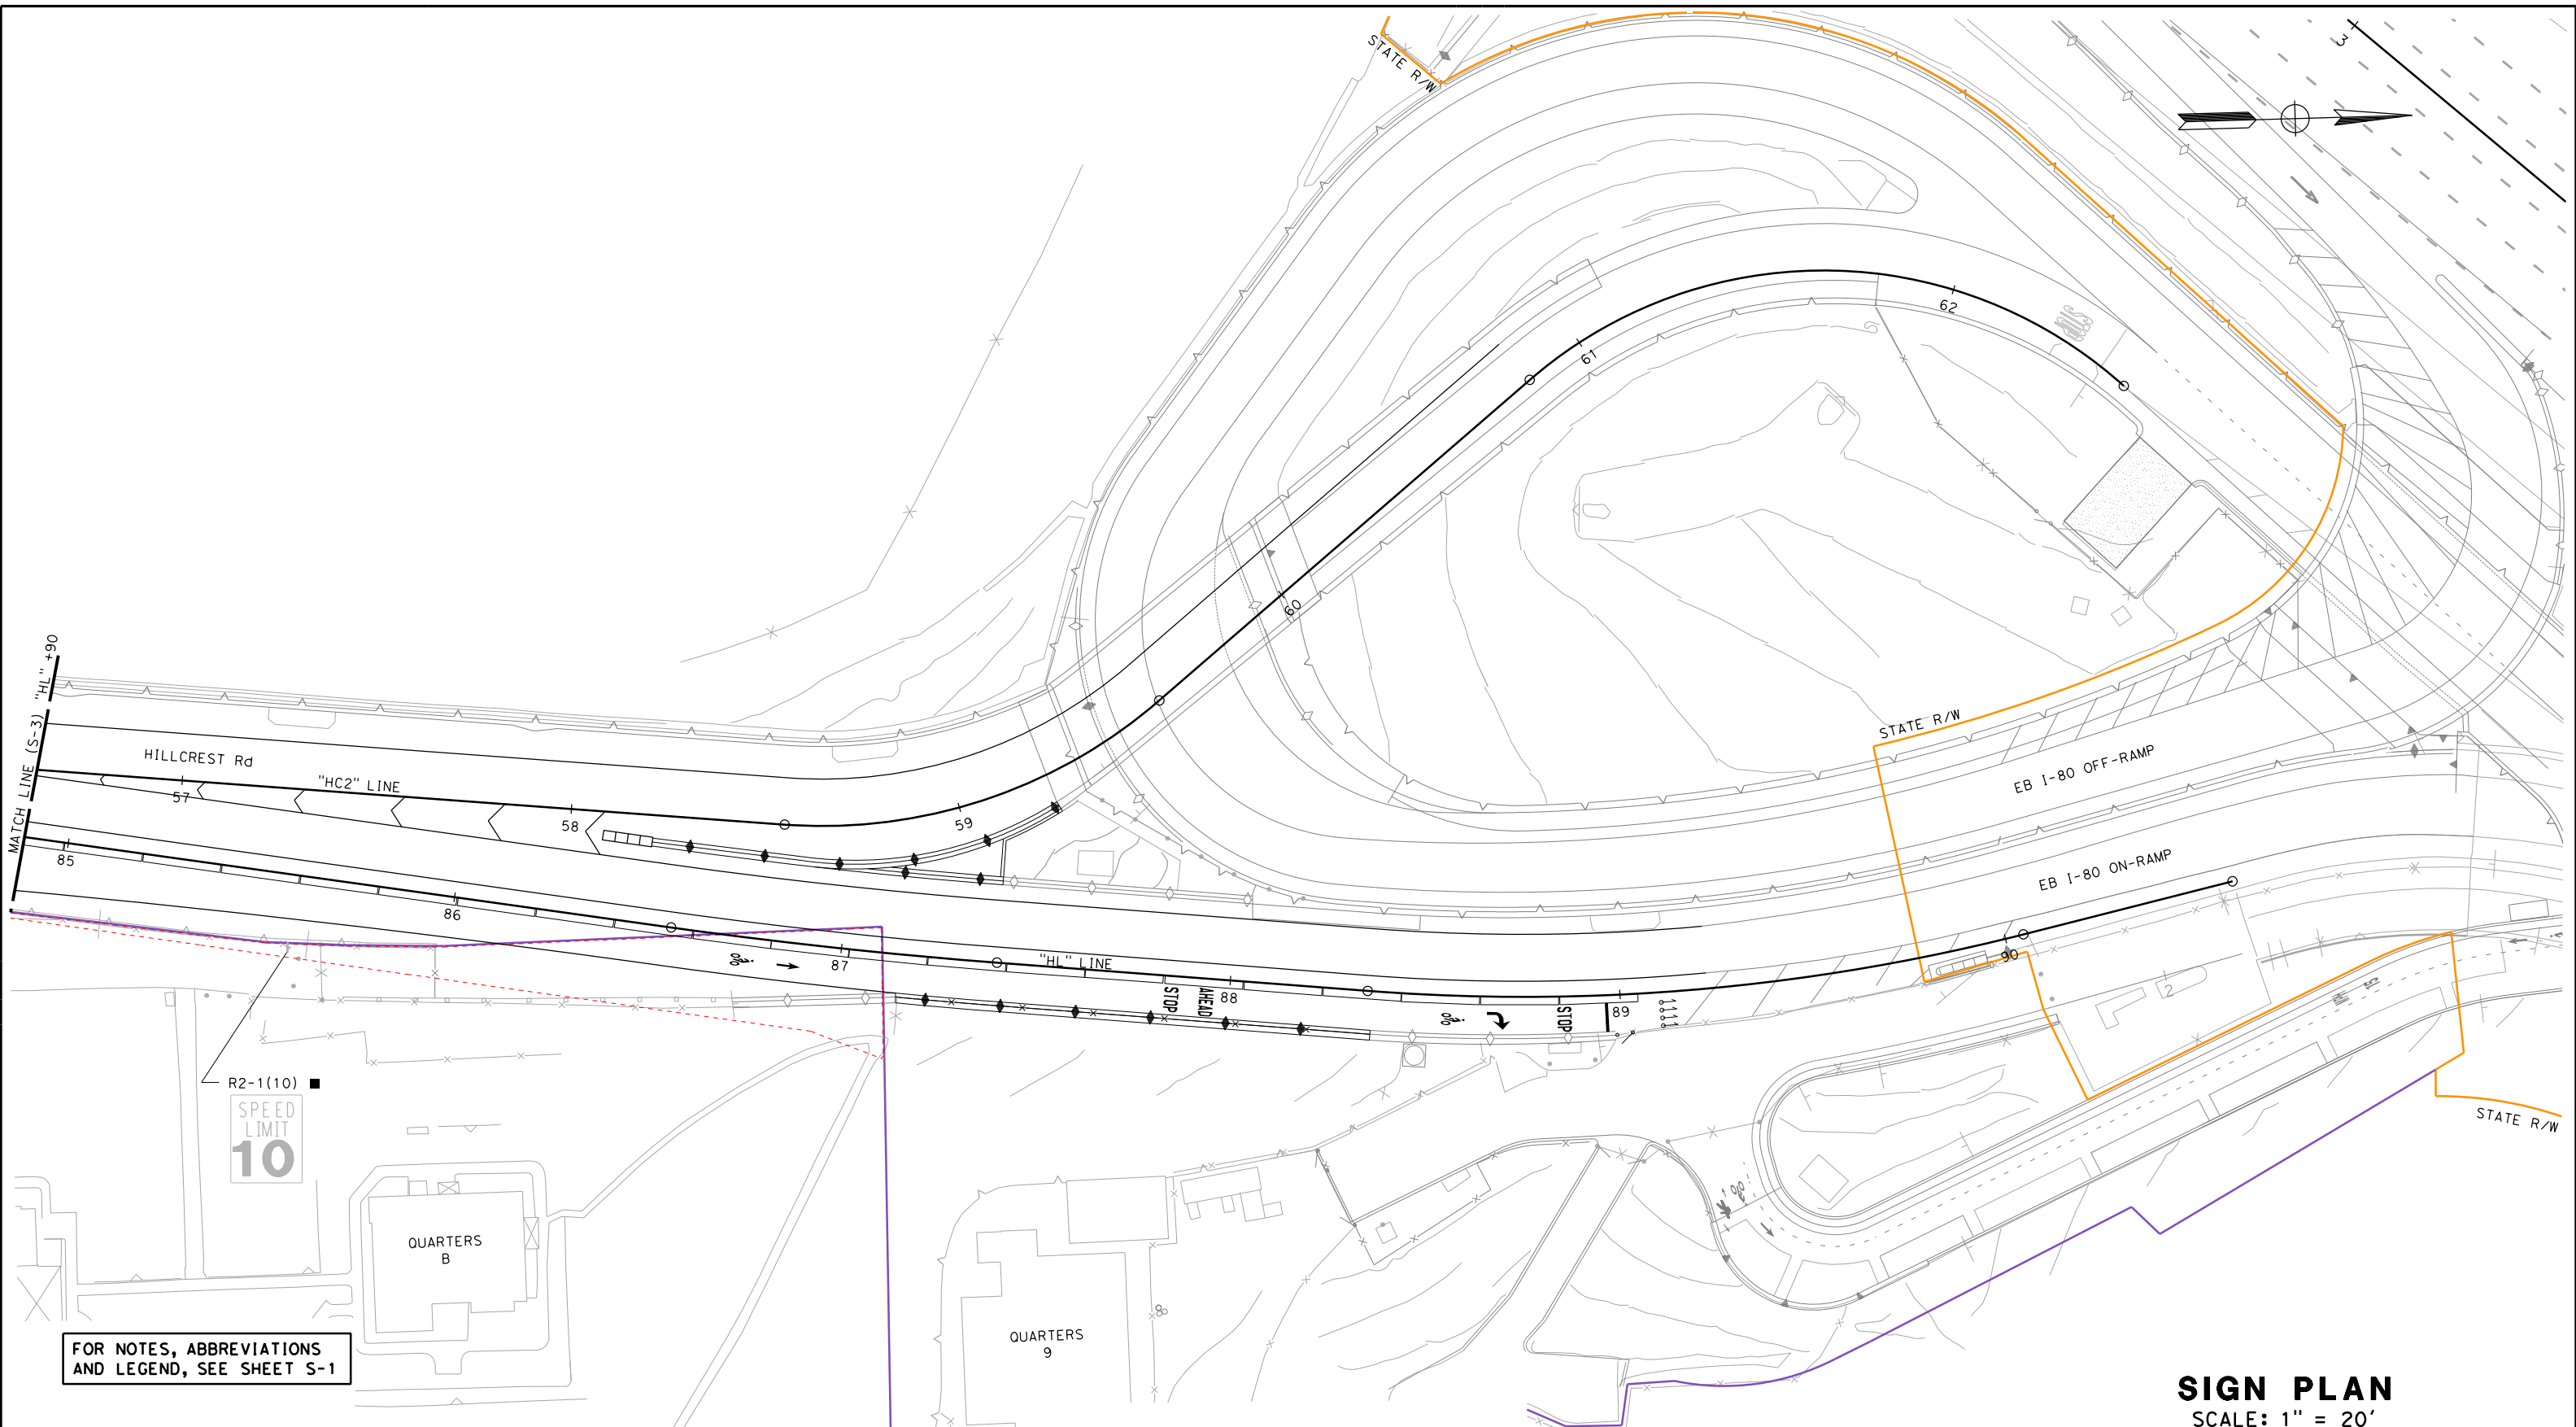 STATE R/W
3
62
61
60
MATCH LINE (S-3) "HL" +90
HILLCREST Rd
"HC2" LINE
57
58
59
STATE R/W
EB I-80 OFF-RAMP
EB I-80 ON-RAMP
85
86
87
"HL" LINE
STOP
AHEAD
88
STOP
89
90
2
R2-1(10)
SPEED
LIMIT
10
STATE R/W
QUARTERS
B
QUARTERS
9
FOR NOTES, ABBREVIATIONS
AND LEGEND, SEE SHEET S-1
SIGN PLAN
SCALE: 1" = 20'